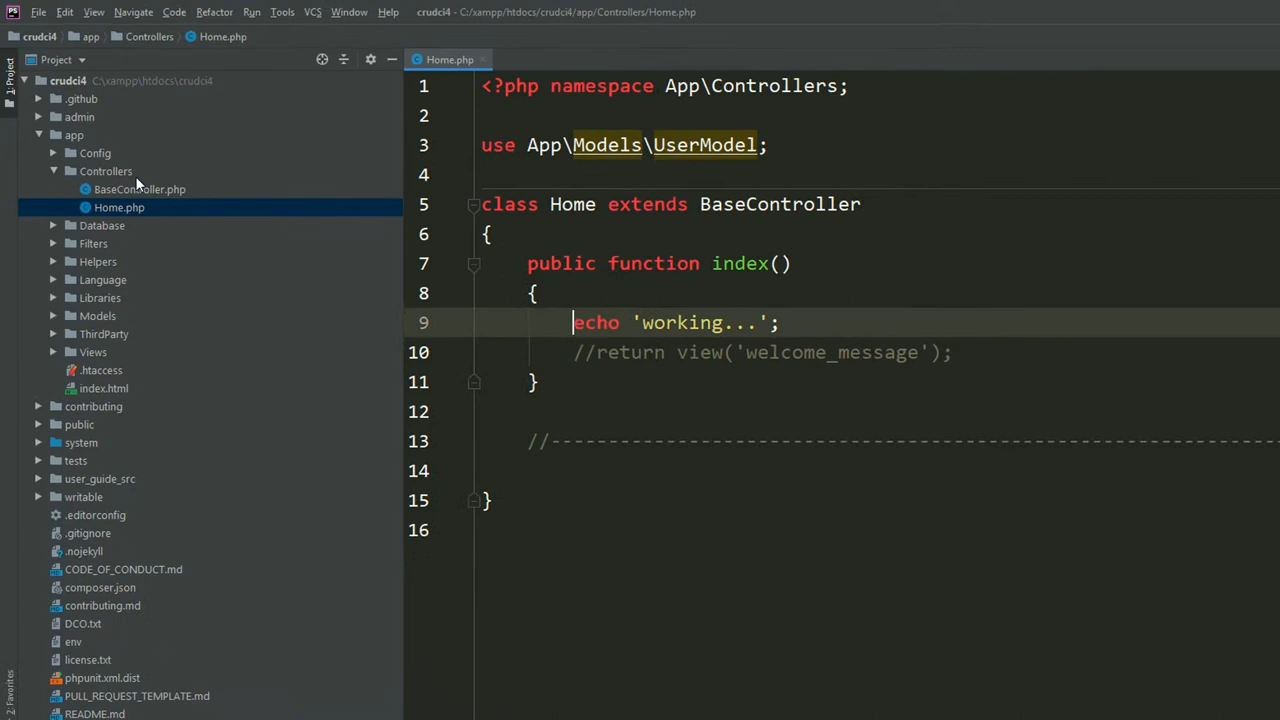 PS File Edit View Navigate Code Refactor Run Tools VCS Window Help crudci4 - C:\xampp\htdocs\crudci4/app/Controllers/Home.php
crudci4 app Controllers Home.php
Project Home.php
1: Project
crudci4 C:\xampp\htdocs\crudci4
.github
admin
app
Config
Controllers
BaseController.php
Home.php
Database
Filters
Helpers
Language
Libraries
Models
ThirdParty
Views
.htaccess
index.html
contributing
public
system
tests
user_guide_src
writable
.editorconfig
.gitignore
.nojekyll
CODE_OF_CONDUCT.md
composer.json
contributing.md
DCO.txt
env
license.txt
phpunit.xml.dist
PULL_REQUEST_TEMPLATE.md
README.md
2: Favorites
1 <?php namespace App\Controllers;
2
3 use App\Models\UserModel;
4
5 class Home extends BaseController
6 {
7 public function index()
8 {
9 echo 'working...';
10 //return view('welcome_message');
11 }
12
13 //------------------------------------------------
14
15 }
16